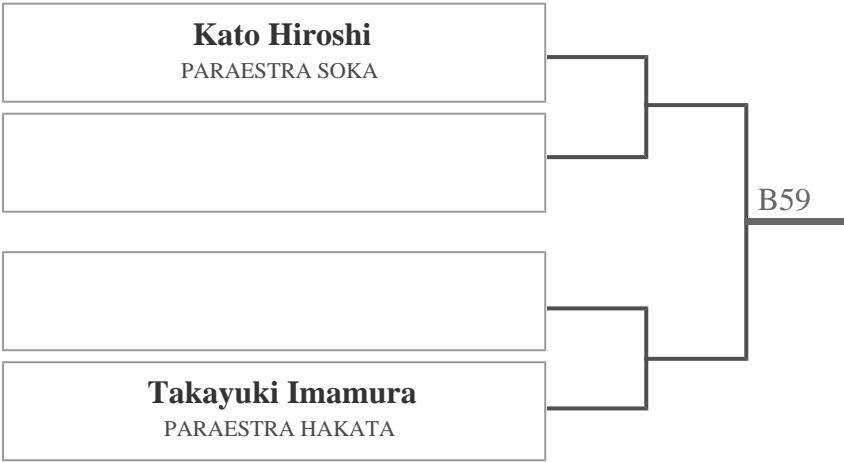 Kato Hiroshi
PARAESTRA SOKA
B59
Takayuki Imamura
PARAESTRA HAKATA